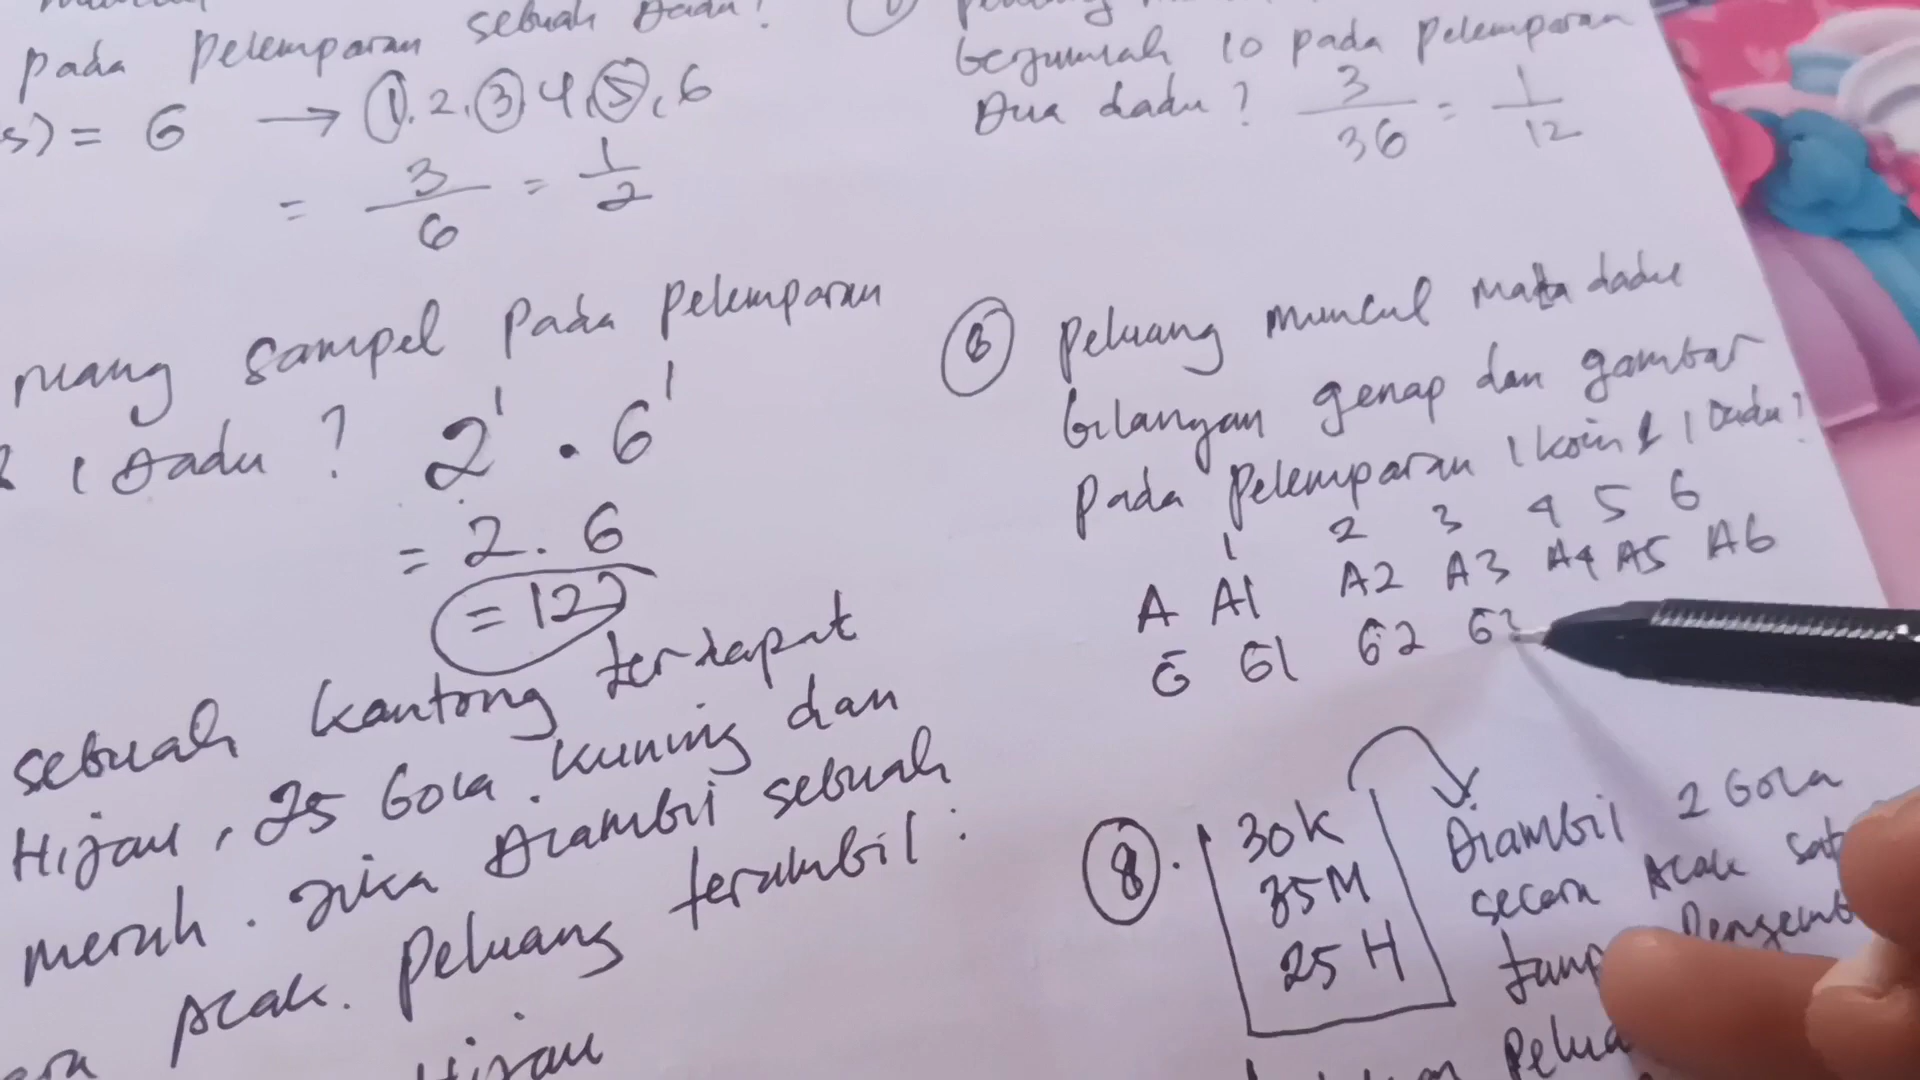 pada pelemparan sebuah dadu?
s) = 6 → 1, 2, 3, 4, 5, 6
= 3/6 = 1/2
ruang sampel pada pelemparan
& 1 dadu? 2¹ . 6¹
= 2 . 6
= 12
sebuah kantong terdapat
Hijau, 25 bola kuning dan
merah. Jika diambil sebuah
Acak. Peluang terambil:
Hijau
berjumlah 10 pada pelemparan
Dua dadu? 3/36 = 1/12
6 Peluang muncul mata dadu
bilangan genap dan gambar
pada pelemparan 1 koin & 1 dadu?
1 2 3 4 5 6
A A1 A2 A3 A4 A5 A6
G G1 G2 G3
8. 30K
35M
25H
Diambil 2 bola
secara Acak